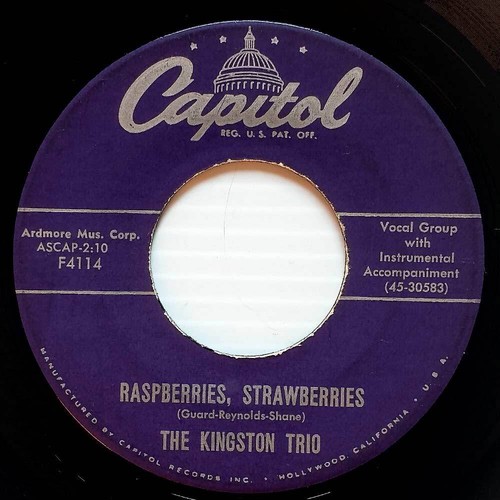 Capitol
REG. U.S. PAT. OFF.
Ardmore Mus. Corp.
ASCAP-2:10
F4114
Vocal Group
with
Instrumental
Accompaniment
(45-30583)
RASPBERRIES, STRAWBERRIES
(Guard-Reynolds-Shane)
THE KINGSTON TRIO
MANUFACTURED BY CAPITOL RECORDS INC. • HOLLYWOOD, CALIFORNIA • U.S.A.